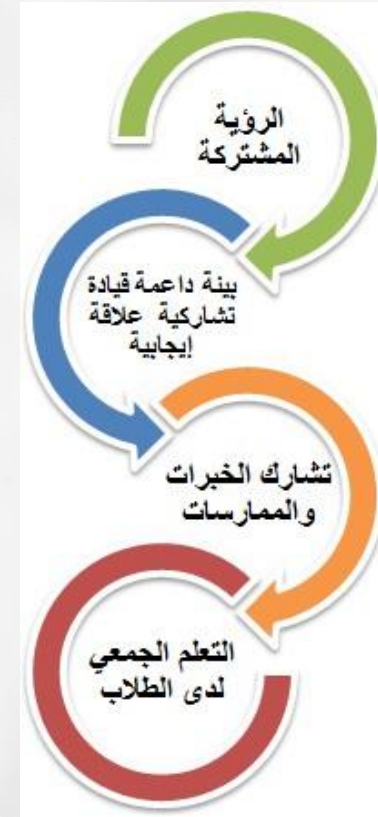 الرؤية
المشتركة
بيئة داعمة قيادة
تشاركية علاقة
إيجابية
تشارك الخبرات
والممارسات
التعلم الجمعي
لدى الطلاب